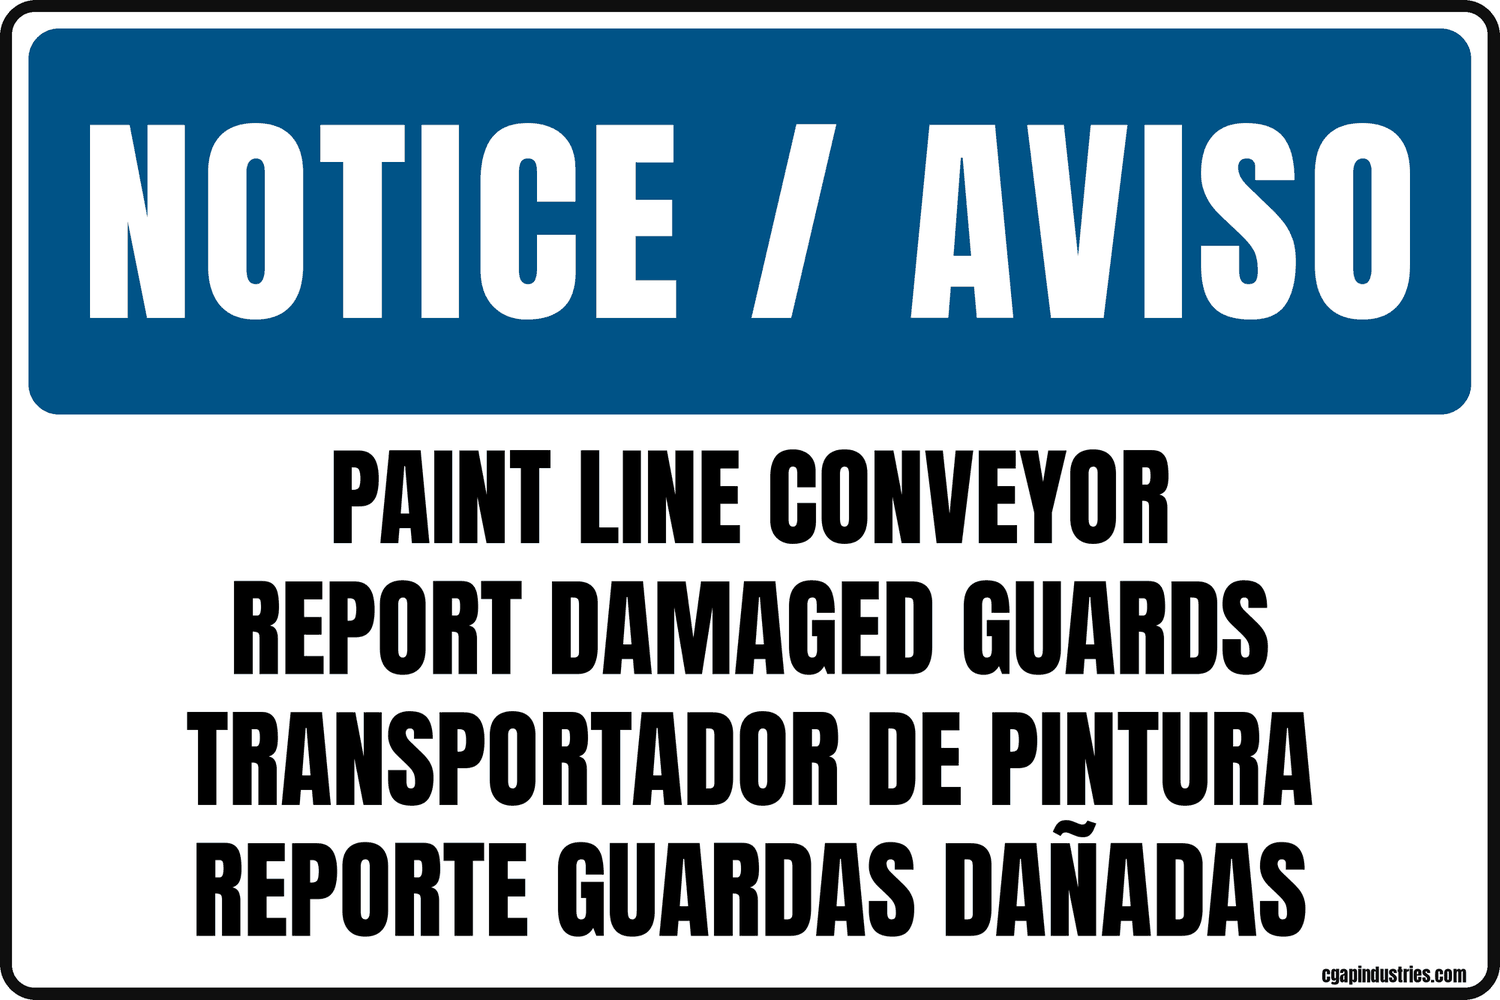 NOTICE / AVISO
PAINT LINE CONVEYOR
REPORT DAMAGED GUARDS
TRANSPORTADOR DE PINTURA
REPORTE GUARDAS DAÑADAS
cgapindustries.com